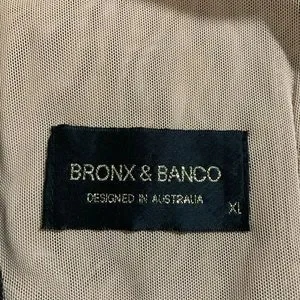 BRONX & BANCO
DESIGNED IN AUSTRALIA
XL